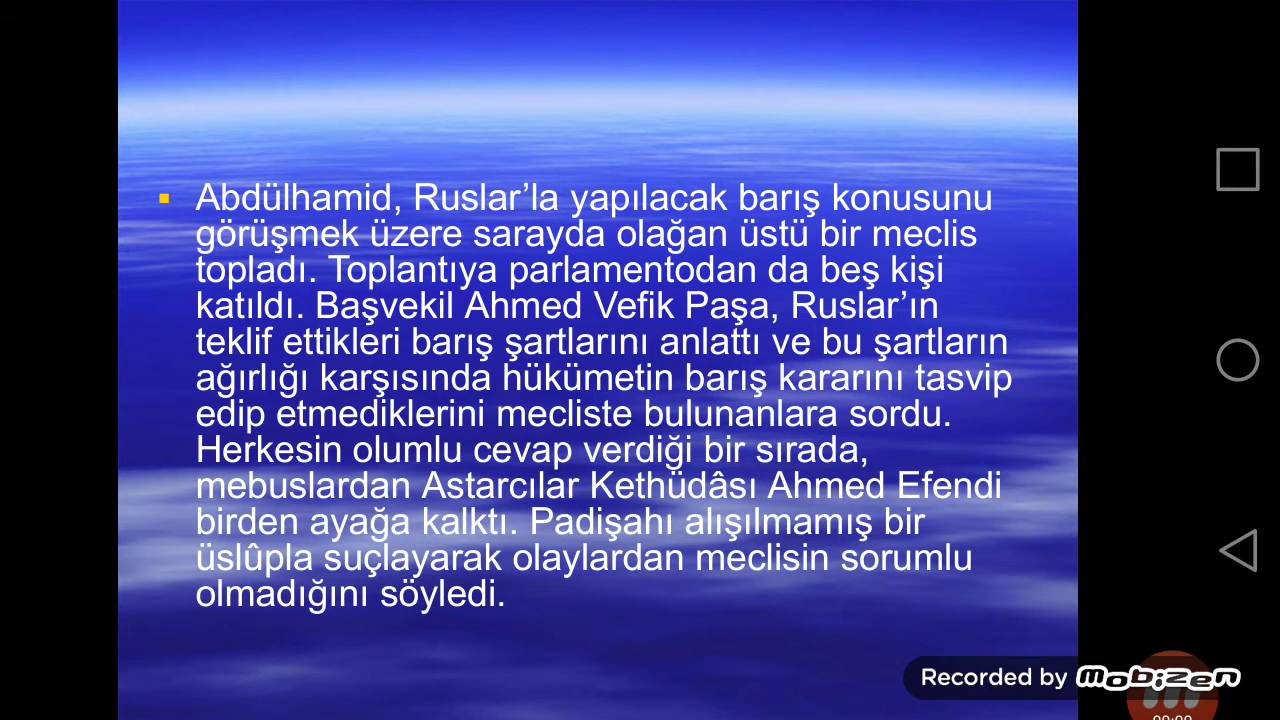 Abdülhamid, Ruslar’la yapılacak barış konusunu
görüşmek üzere sarayda olağan üstü bir meclis
topladı. Toplantıya parlamentodan da beş kişi
katıldı. Başvekil Ahmed Vefik Paşa, Ruslar’ın
teklif ettikleri barış şartlarını anlattı ve bu şartların
ağırlığı karşısında hükümetin barış kararını tasvip
edip etmediklerini mecliste bulunanlara sordu.
Herkesin olumlu cevap verdiği bir sırada,
mebuslardan Astarcılar Kethüdâsı Ahmed Efendi
birden ayağa kalktı. Padişahı alışılmamış bir
üslûpla suçlayarak olaylardan meclisin sorumlu
olmadığını söyledi.
Recorded by mobizen